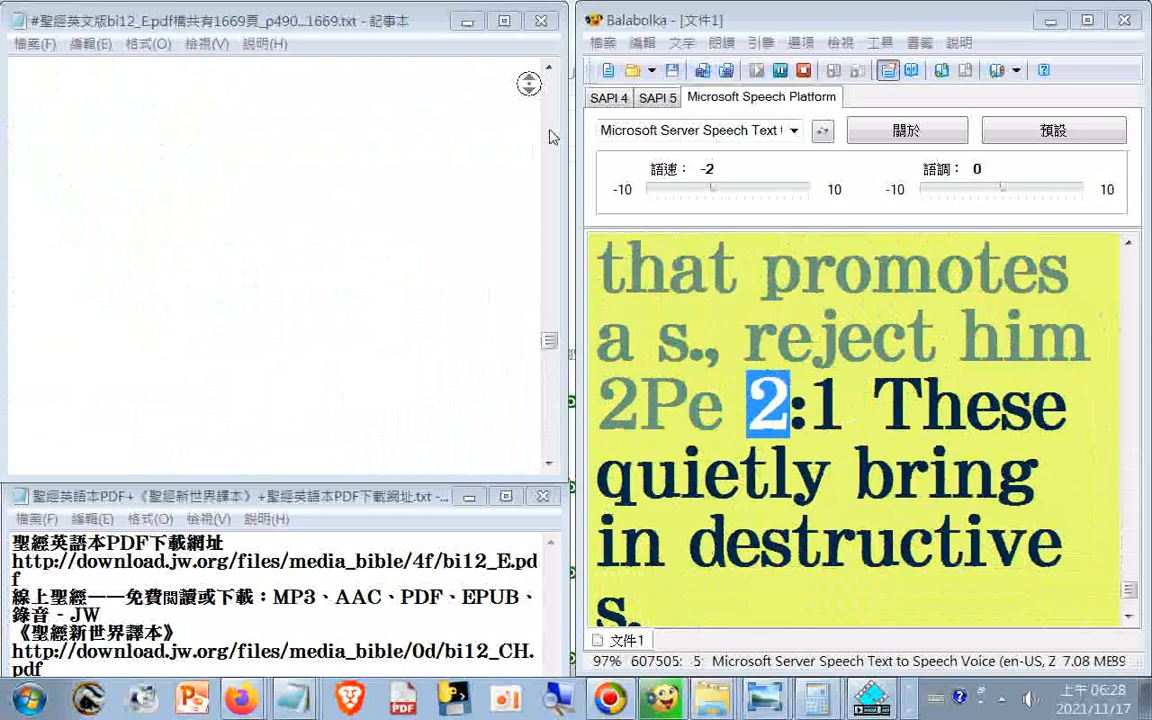 #聖經英文版bi12_E.pdf檔共有1669頁_p490...1669.txt - 記事本
檔案(F) 編輯(E) 格式(O) 檢視(V) 說明(H)
聖經英語本PDF+《聖經新世界譯本》+聖經英語本PDF下載網址.txt - ...
檔案(F) 編輯(E) 格式(O) 檢視(V) 說明(H)
聖經英語本PDF下載網址
http://download.jw.org/files/media_bible/4f/bi12_E.pd
f
線上聖經——免費閱讀或下載：MP3、AAC、PDF、EPUB、
錄音 - JW
《聖經新世界譯本》
http://download.jw.org/files/media_bible/0d/bi12_CH.
pdf
Balabolka - [文件1]
檔案 編輯 文字 朗讀 引擎 選項 檢視 工具 書籤 說明
SAPI 4 SAPI 5 Microsoft Speech Platform
Microsoft Server Speech Text 關於 預設
語速： -2 語調： 0
-10 10 -10 10
that promotes
a s., reject him
2Pe 2:1 These
quietly bring
in destructive
s.
文件1
97% 607505: 5 Microsoft Server Speech Text to Speech Voice (en-US, Z 7.08 MB
上午 06:28
2021/11/17